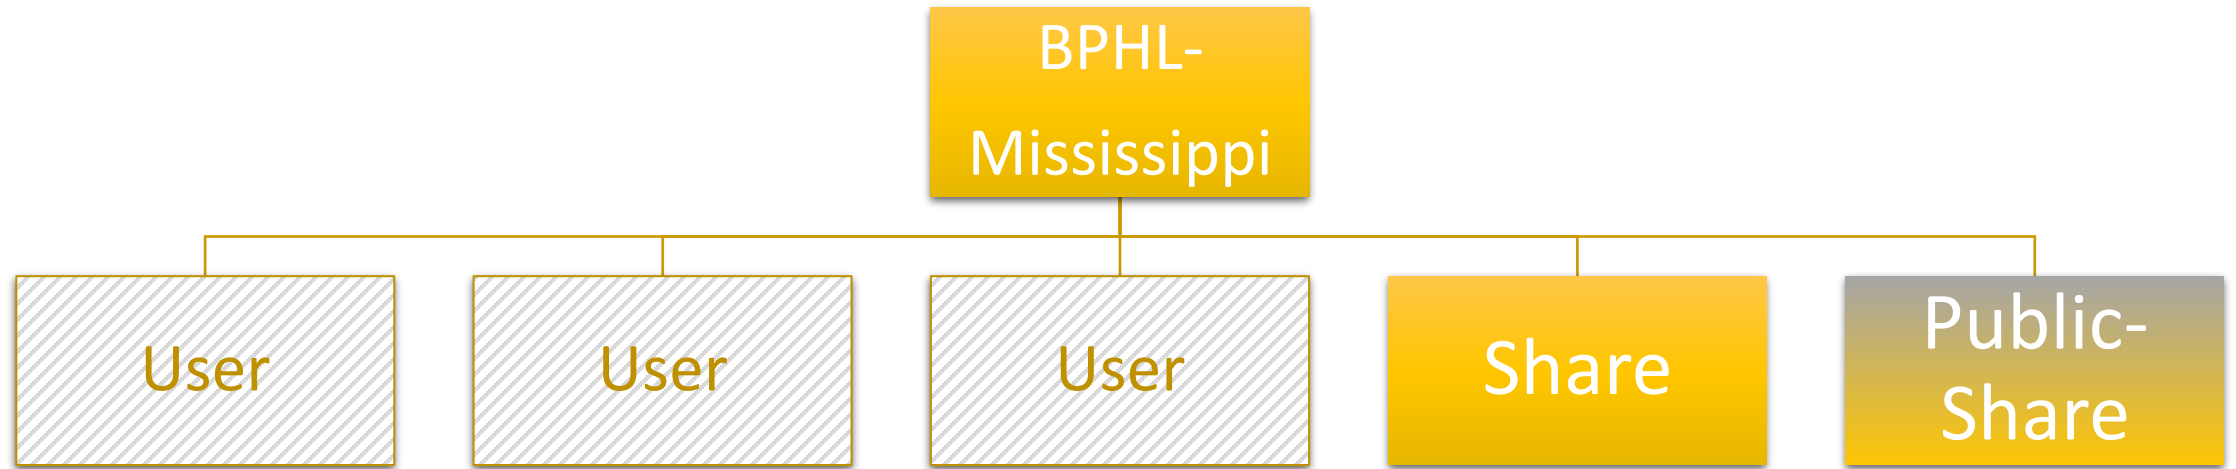 BPHL-
Mississippi
User
User
User
Share
Public-
Share